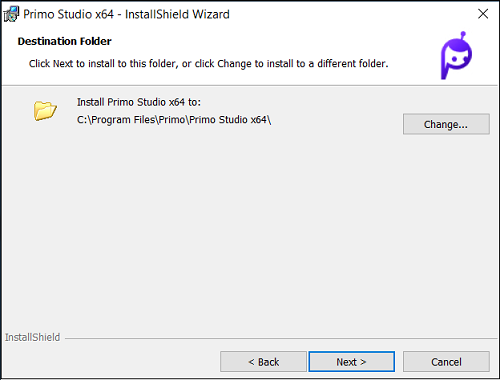 Primo Studio x64 - InstallShield Wizard
Destination Folder
Click Next to install to this folder, or click Change to install to a different folder.
Install Primo Studio x64 to:
C:\Program Files\Primo\Primo Studio x64\
Change...
InstallShield
< Back
Next >
Cancel